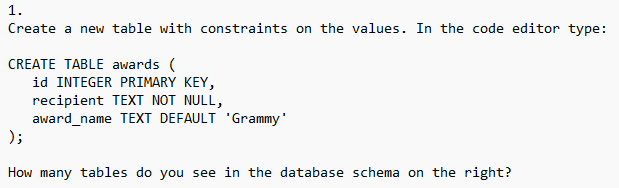 1.
Create a new table with constraints on the values. In the code editor type:

CREATE TABLE awards (
   id INTEGER PRIMARY KEY,
   recipient TEXT NOT NULL,
   award_name TEXT DEFAULT 'Grammy'
);

How many tables do you see in the database schema on the right?